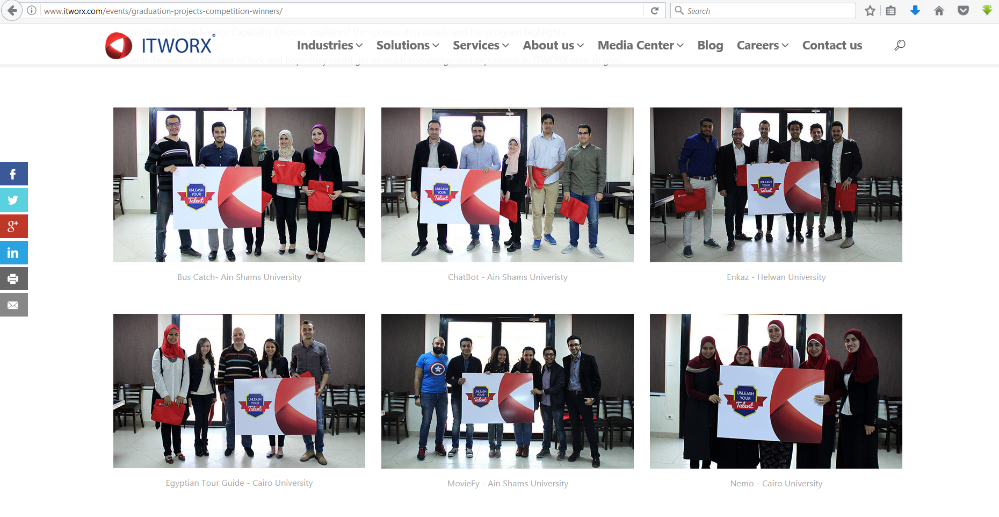 www.itworx.com/events/graduation-projects-competition-winners/
Search
Roushdy our Service Capability Director explained the sponsorship details and the program highlights
ITWORX®
Industries
Solutions
Services
About us
Media Center
Blog
Careers
Contact us
We wish the winners the best of luck and hope they could get as much knowledge and experience as ITWORX aims to give.
f
g+
in
UNLEASH
YOUR
Talent
UNLEASH
YOUR
Talent
UNLEASH
YOUR
Talent
Bus Catch- Ain Shams University
ChatBot - Ain Shams Univeristy
Enkaz - Helwan University
UNLEASH
YOUR
Talent
UNLEASH
YOUR
Talent
UNLEASH
YOUR
Talent
Egyptian Tour Guide - Cairo University
MovieFy - Ain Shams University
Nemo - Cairo University